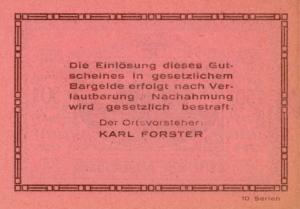 Die Einlösung dieses Gut-
scheines in gesetzlichem
Bargelde erfolgt nach Ver-
lautbarung. Nachahmung
wird gesetzlich bestraft.
Der Ortsvorsteher:
KARL FORSTER
10 Serien